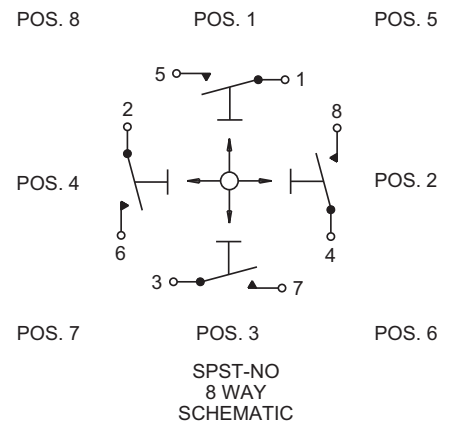 POS. 8 POS. 1 POS. 5
5 1
2 8
POS. 4 POS. 2
6 4
3 7
POS. 7 POS. 3 POS. 6
SPST-NO
8 WAY
SCHEMATIC